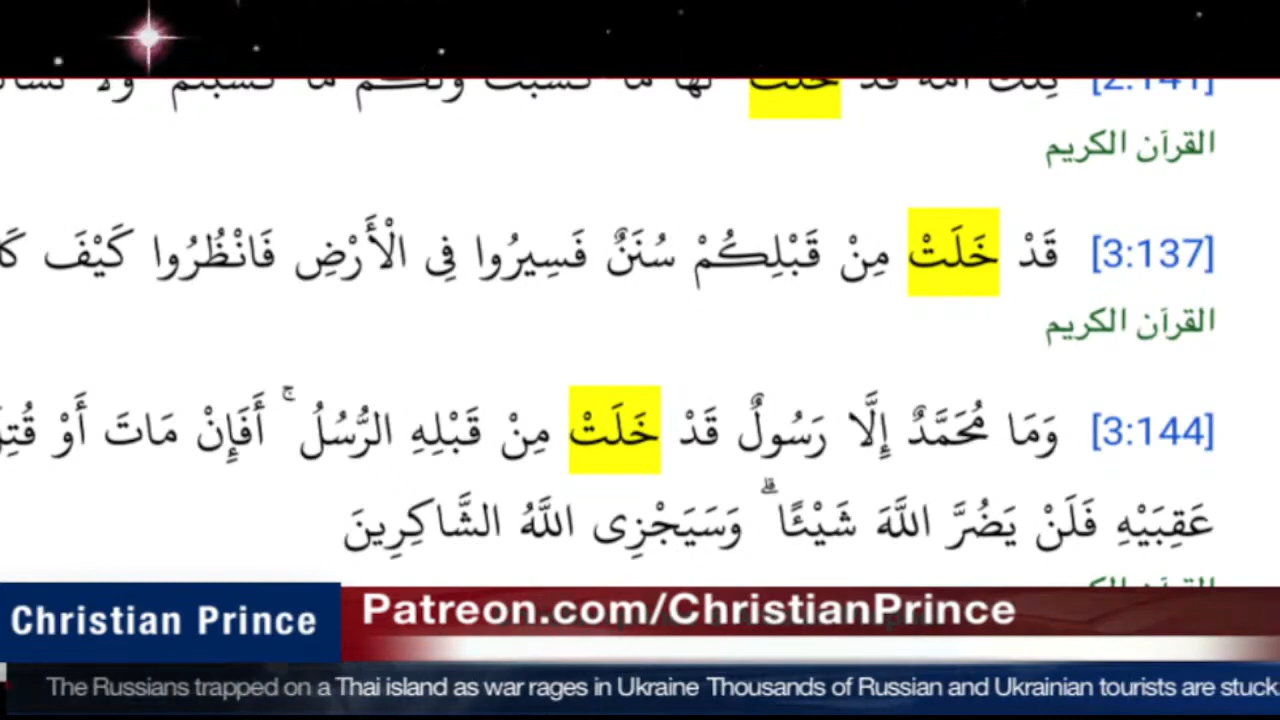 [2:141] تِلْكَ أُمَّةٌ قَدْ خَلَتْ لَهَا مَا كَسَبَتْ وَلَكُمْ مَا كَسَبْتُمْ وَلَا
القرآن الكريم
[3:137] قَدْ خَلَتْ مِنْ قَبْلِكُمْ سُنَنٌ فَسِيرُوا فِى الْأَرْضِ فَانْظُرُوا كَيْفَ
القرآن الكريم
[3:144] وَمَا مُحَمَّدٌ إِلَّا رَسُولٌ قَدْ خَلَتْ مِنْ قَبْلِهِ الرُّسُلُ ۚ أَفَإِنْ مَاتَ أَوْ
عَقِبَيْهِ فَلَنْ يَضُرَّ اللَّهَ شَيْئًا ۗ وَسَيَجْزِى اللَّهُ الشَّاكِرِينَ
Christian Prince
Patreon.com/ChristianPrince
The Russians trapped on a Thai island as war rages in Ukraine Thousands of Russian and Ukrainian tourists are stuck